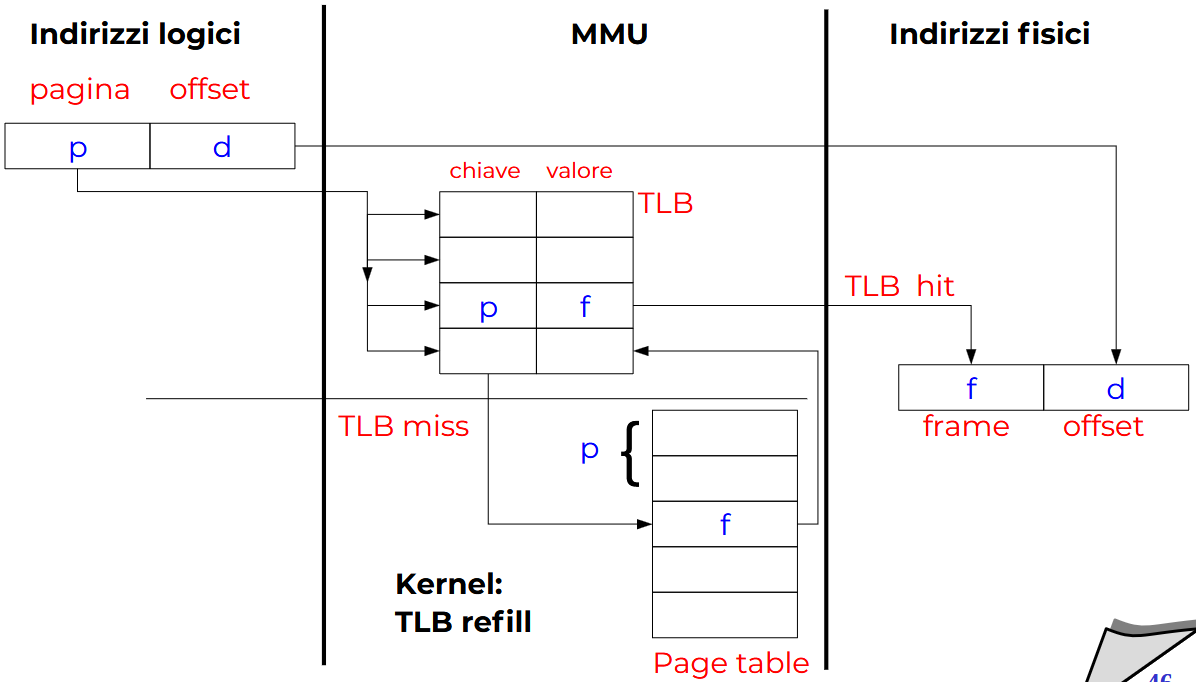 Indirizzi logici
MMU
Indirizzi fisici
pagina offset
p d
chiave valore
TLB
TLB hit
p f
f d
frame offset
TLB miss
p {
f
Kernel:
TLB refill
Page table
46